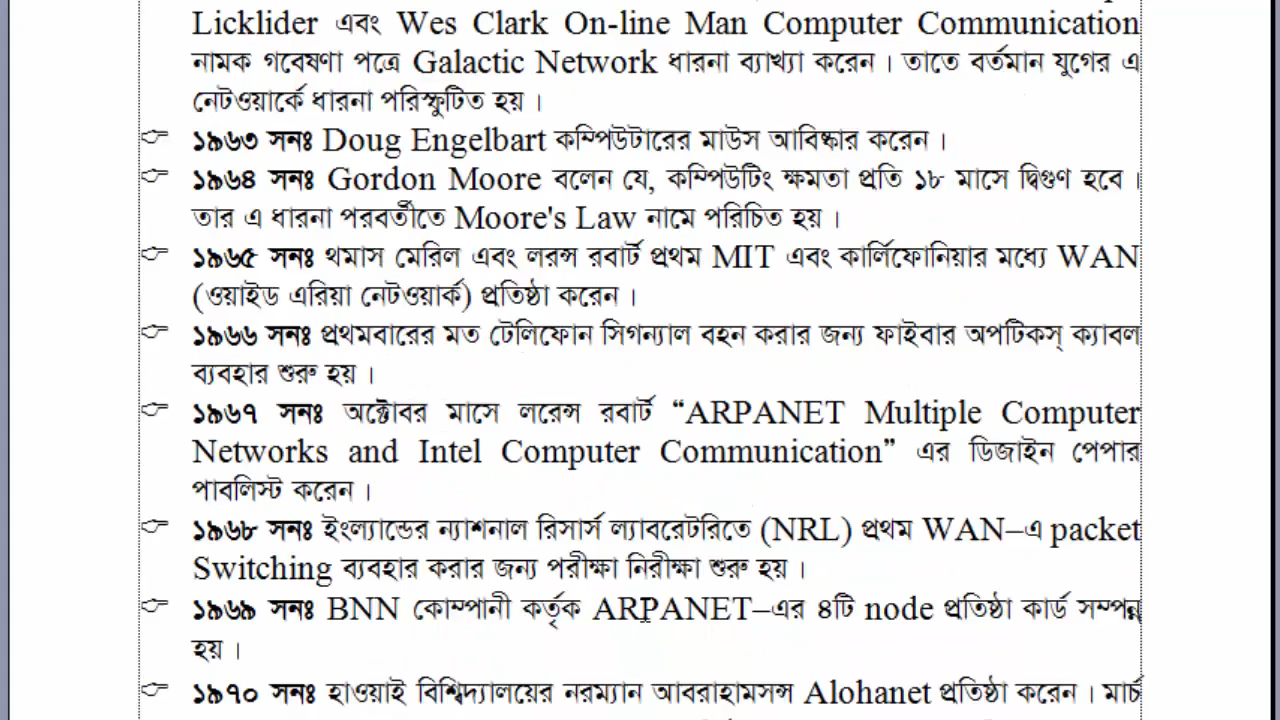 Licklider এবং Wes Clark On-line Man Computer Communication
নামক গবেষণা পত্রে Galactic Network ধারনা ব্যাখ্যা করেন। তাতে বর্তমান যুগের এ
নেটওয়ার্কে ধারনা পরিস্ফুটিত হয়।
☞ ১৯৬৩ সনঃ Doug Engelbart কম্পিউটারের মাউস আবিষ্কার করেন।
☞ ১৯৬৪ সনঃ Gordon Moore বলেন যে, কম্পিউটিং ক্ষমতা প্রতি ১৮ মাসে দ্বিগুণ হবে।
তার এ ধারনা পরবর্তীতে Moore's Law নামে পরিচিত হয়।
☞ ১৯৬৫ সনঃ থমাস মেরিল এবং লরন্স রবার্ট প্রথম MIT এবং কার্লিফোনিয়ার মধ্যে WAN
(ওয়াইড এরিয়া নেটওয়ার্ক) প্রতিষ্ঠা করেন।
☞ ১৯৬৬ সনঃ প্রথমবারের মত টেলিফোন সিগন্যাল বহন করার জন্য ফাইবার অপটিকস্ ক্যাবল
ব্যবহার শুরু হয়।
☞ ১৯৬৭ সনঃ অক্টোবর মাসে লরেন্স রবার্ট “ARPANET Multiple Computer
Networks and Intel Computer Communication” এর ডিজাইন পেপার
পাবলিস্ট করেন।
☞ ১৯৬৮ সনঃ ইংল্যান্ডের ন্যাশনাল রিসার্স ল্যাবরেটরিতে (NRL) প্রথম WAN–এ packet
Switching ব্যবহার করার জন্য পরীক্ষা নিরীক্ষা শুরু হয়।
☞ ১৯৬৯ সনঃ BNN কোম্পানী কর্তৃক ARPANET–এর ৪টি node প্রতিষ্ঠা কার্ড সম্পন্ন
হয়।
☞ ১৯৭০ সনঃ হাওয়াই বিশ্বিদ্যালয়ের নরম্যান আবরাহামসন্স Alohanet প্রতিষ্ঠা করেন। মার্চ